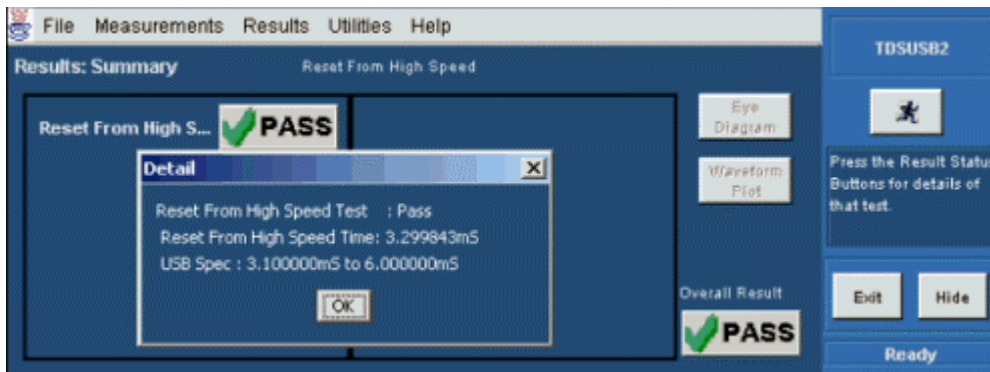 File Measurements Results Utilities Help
Results: Summary Reset From High Speed
Reset From High S... PASS
Detail
Reset From High Speed Test : Pass
Reset From High Speed Time: 3.299843mS
USB Spec : 3.100000mS to 6.000000mS
OK
Eye
Diagram
Waveform
Plot
Overall Result
PASS
TDSUSB2
Press the Result Status
Buttons for details of
that test.
Exit Hide
Ready